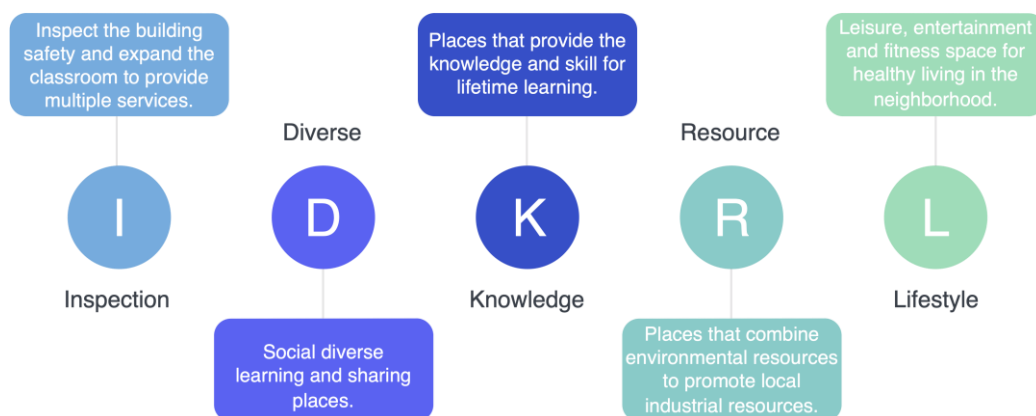 Inspect the building
safety and expand the
classroom to provide
multiple services.
I
Inspection
Diverse
D
Social diverse
learning and sharing
places.
Places that provide the
knowledge and skill for
lifetime learning.
K
Knowledge
Resource
R
Places that combine
environmental resources
to promote local
industrial resources.
Leisure, entertainment
and fitness space for
healthy living in the
neighborhood.
L
Lifestyle